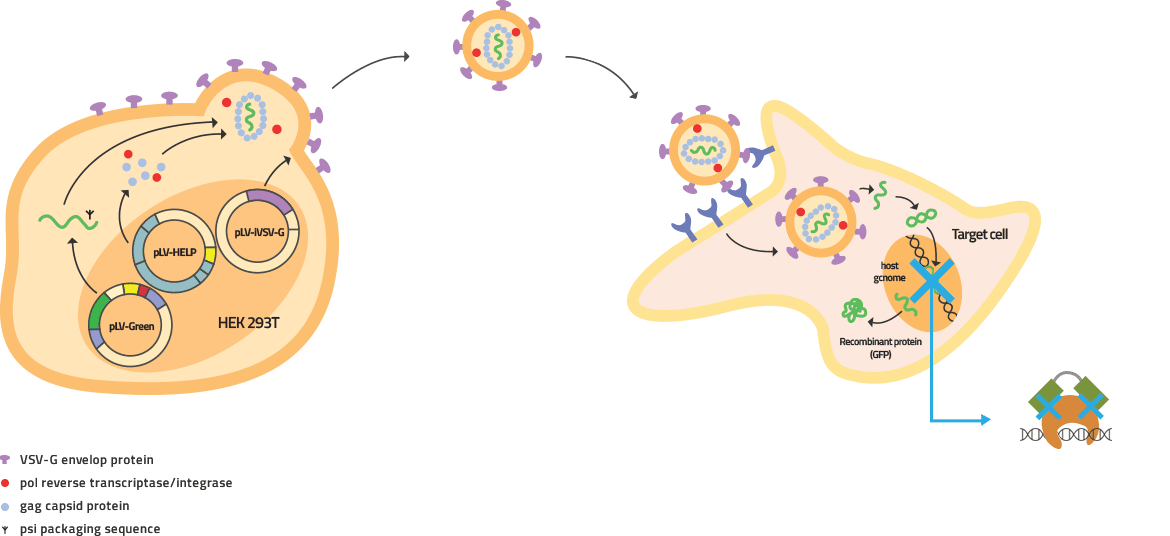 pLV-IVSV-G
pLV-HELP
pLV-Green
HEK 293T
Target cell
host
gcnome
Recombinant protein
(GFP)
VSV-G envelop protein
pol reverse transcriptase/integrase
gag capsid protein
psi packaging sequence